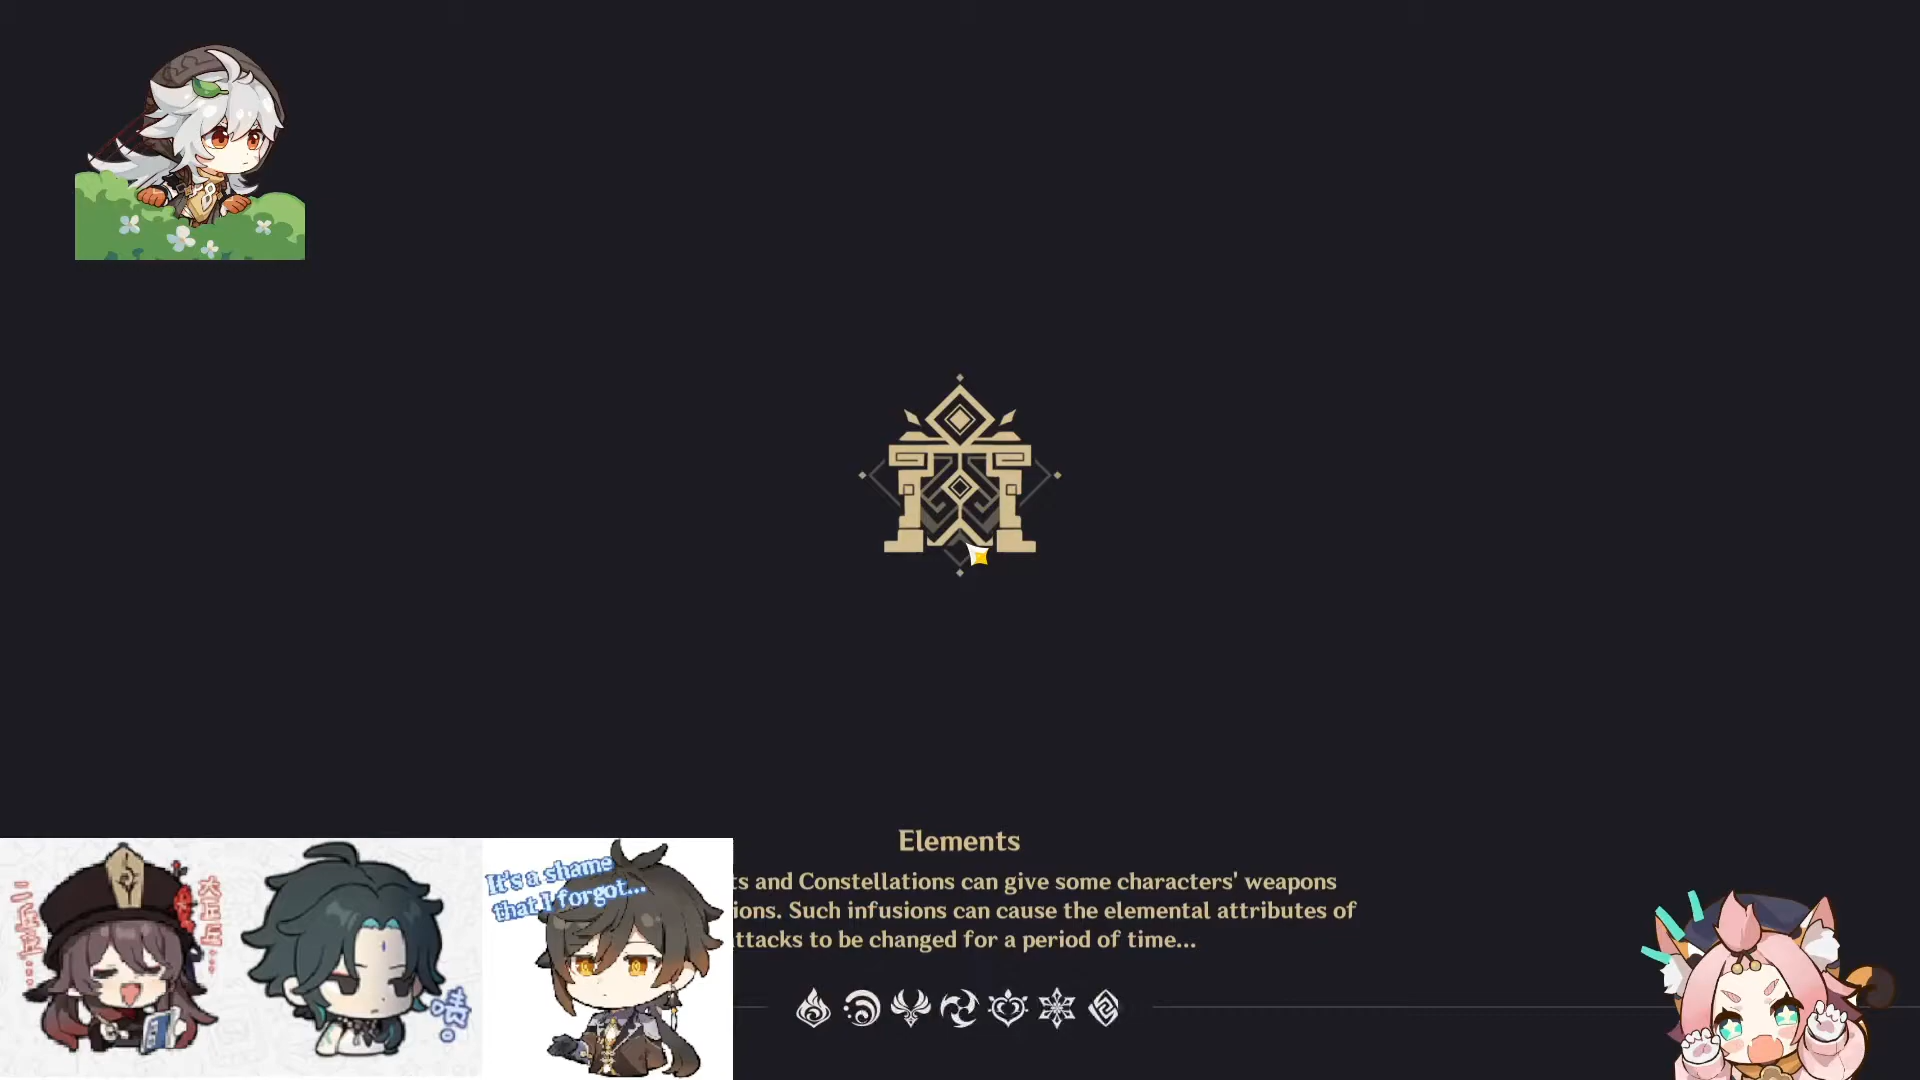 Elements
ts and Constellations can give some characters' weapons
ions. Such infusions can cause the elemental attributes of
ttacks to be changed for a period of time...
It's a shame
that I forgot...